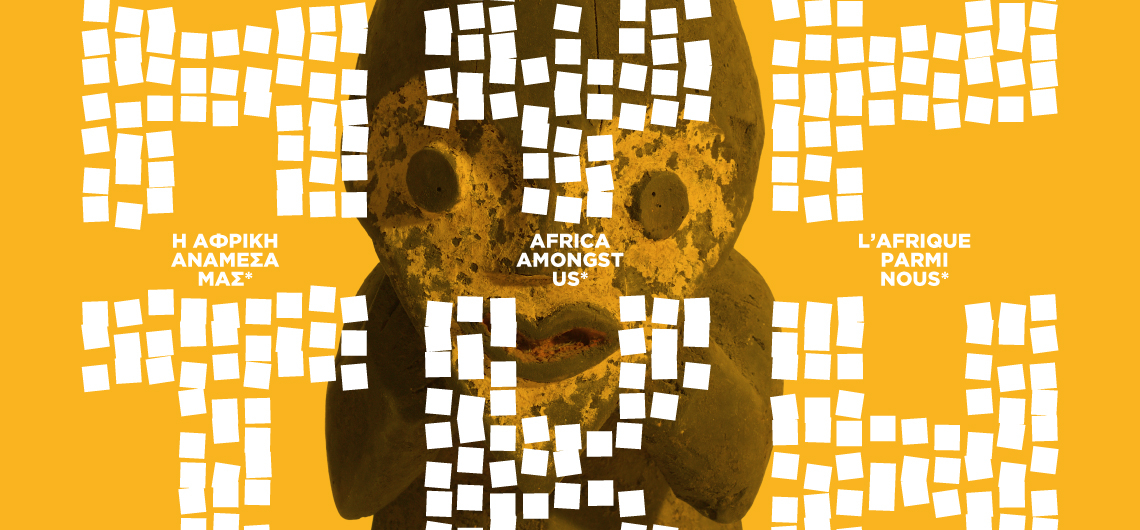 Η ΑΦΡΙΚΗ
ΑΝΑΜΕΣΑ
ΜΑΣ*
AFRICA
AMONGST
US*
L’AFRIQUE
PARMI
NOUS*